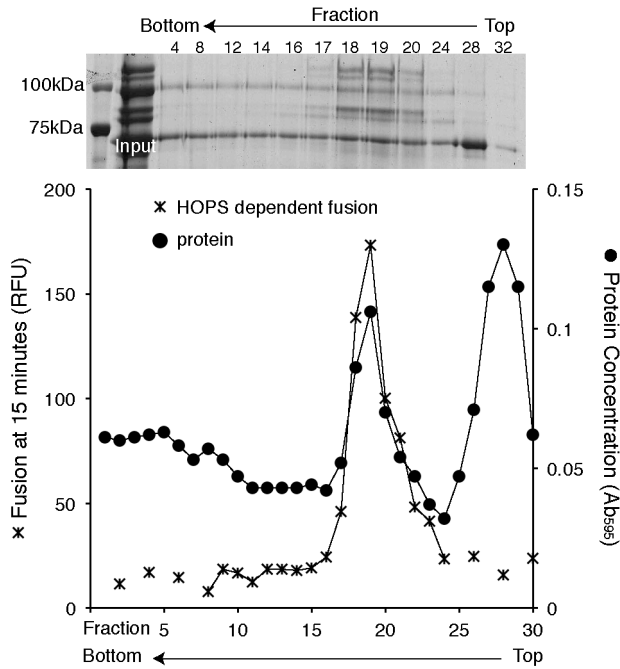 Fraction
Bottom Top
4 8 12 14 16 17 18 19 20 24 28 32
100kDa
75kDa
Input
200 0.15
HOPS dependent fusion
protein
150
0.1
100
0.05
50
0 0
Fusion at 15 minutes (RFU)
Protein Concentration (Ab595)
Fraction 5 10 15 20 25 30
Bottom Top